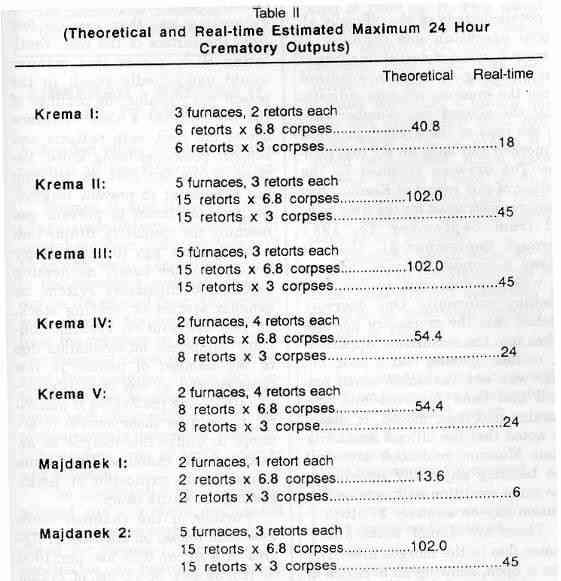 Table II
(Theoretical and Real-time Estimated Maximum 24 Hour
Crematory Outputs)
Theoretical Real-time
Krema I: 3 furnaces, 2 retorts each
6 retorts x 6.8 corpses..............40.8
6 retorts x 3 corpses...............................18
Krema II: 5 furnaces, 3 retorts each
15 retorts x 6.8 corpses..............102.0
15 retorts x 3 corpses...............................45
Krema III: 5 furnaces, 3 retorts each
15 retorts x 6.8 corpses..............102.0
15 retorts x 3 corpses...............................45
Krema IV: 2 furnaces, 4 retorts each
8 retorts x 6.8 corpses................54.4
8 retorts x 3 corpses................................24
Krema V: 2 furnaces, 4 retorts each
8 retorts x 6.8 corpses................54.4
8 retorts x 3 corpses................................24
Majdanek I: 2 furnaces, 1 retort each
2 retorts x 6.8 corpses................13.6
2 retorts x 3 corpses..................................6
Majdanek 2: 5 furnaces, 3 retorts each
15 retorts x 6.8 corpses..............102.0
15 retorts x 3 corpses...............................45